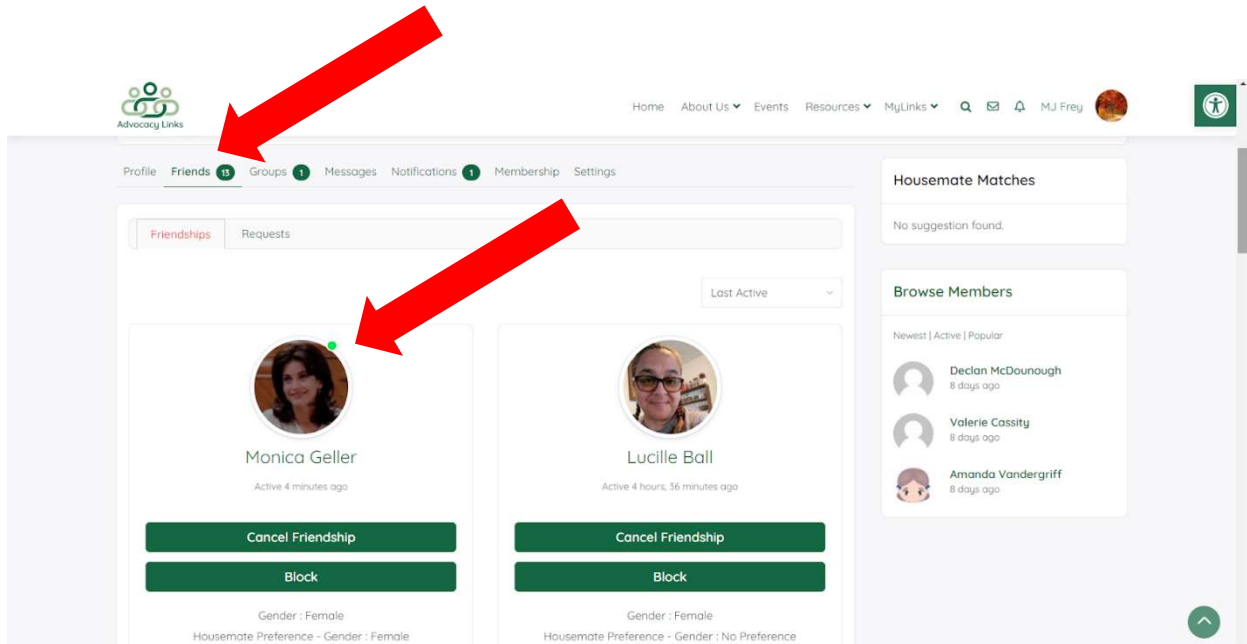 Advocacy Links
Home About Us Events Resources MyLinks MJ Frey
Profile Friends 13 Groups 1 Messages Notifications 1 Membership Settings
Friendships Requests
Last Active
Monica Geller
Active 4 minutes ago
Cancel Friendship
Block
Gender : Female
Housemate Preference - Gender : Female
Lucille Ball
Active 4 hours, 36 minutes ago
Cancel Friendship
Block
Gender : Female
Housemate Preference - Gender : No Preference
Housemate Matches
No suggestion found.
Browse Members
Newest | Active | Popular
Declan McDounough
8 days ago
Valerie Cassity
8 days ago
Amanda Vandergriff
8 days ago